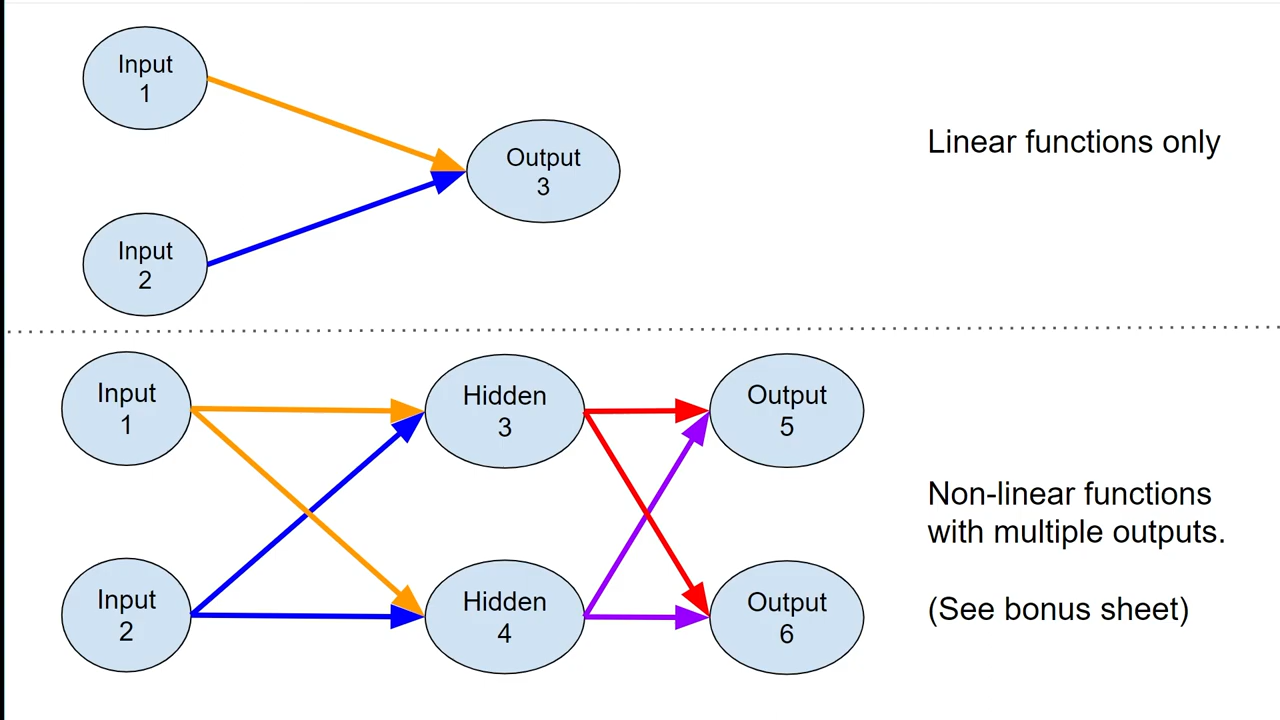 Input
1
Output
3
Linear functions only
Input
2
Input
1
Hidden
3
Output
5
Non-linear functions
with multiple outputs.
Input
2
Hidden
4
Output
6
(See bonus sheet)